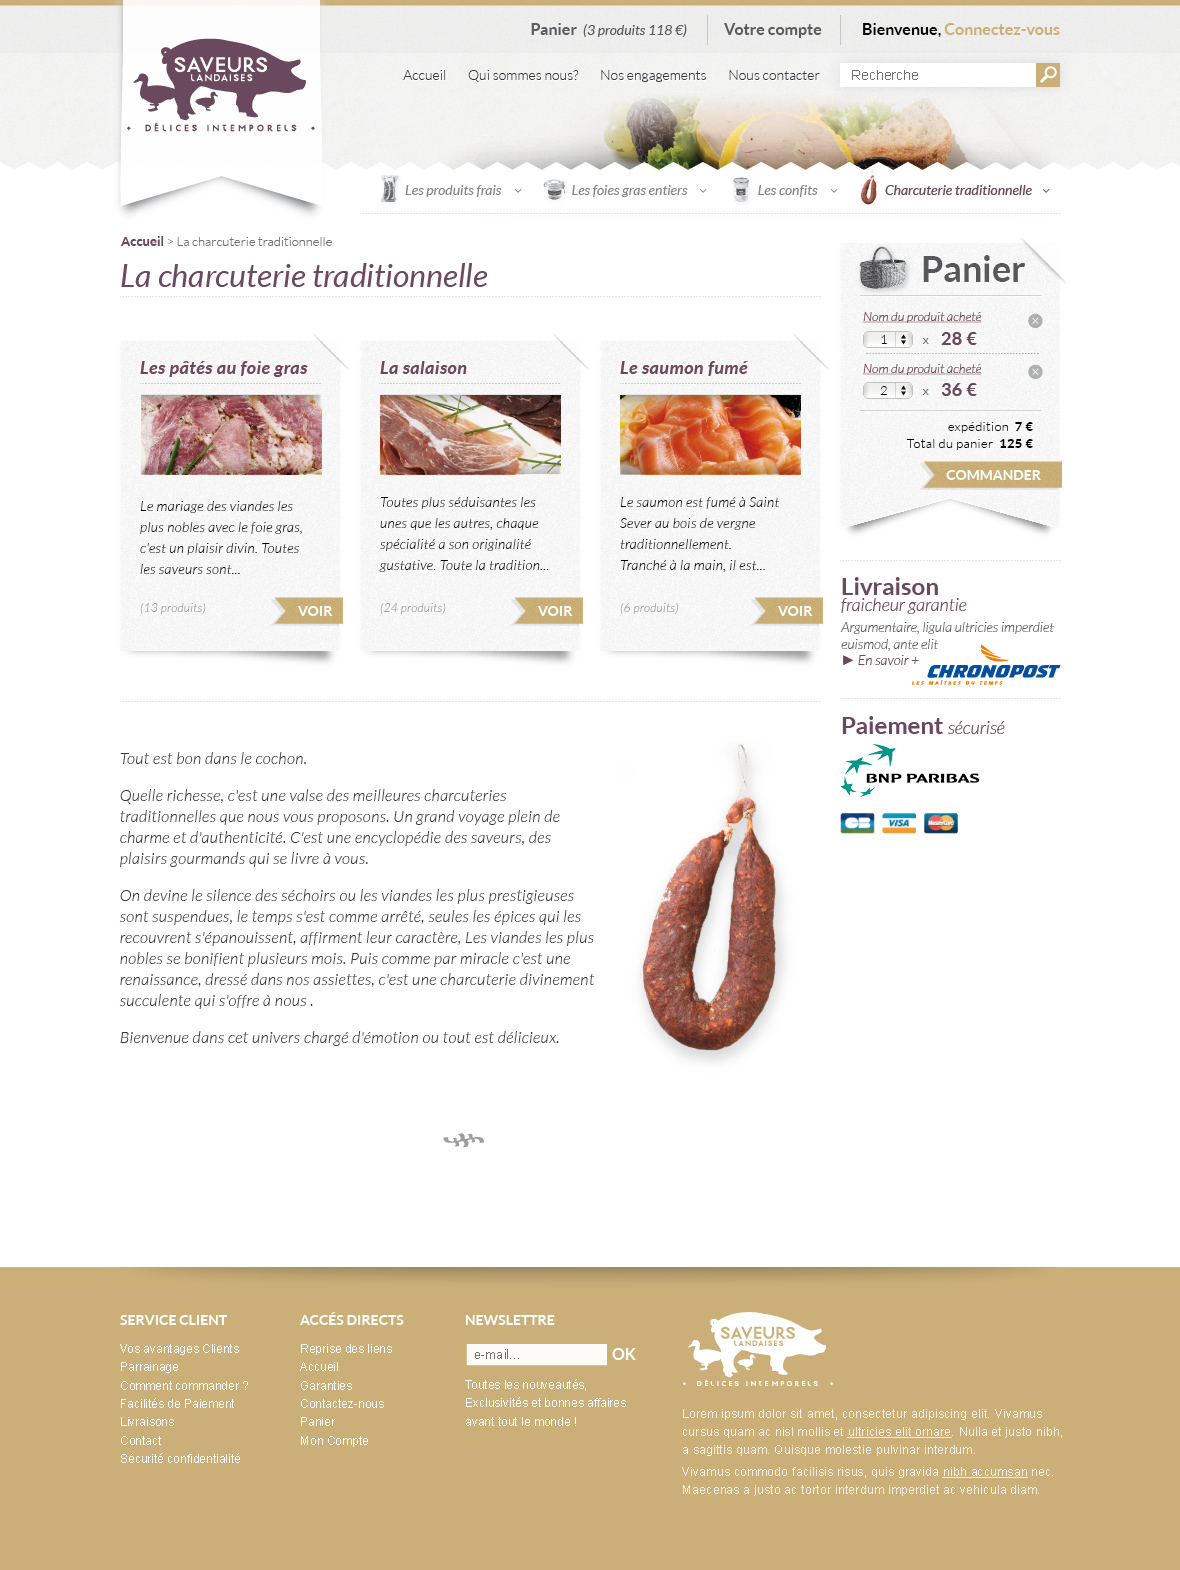 Panier (3 produits 118 €)
Votre compte
Bienvenue, Connectez-vous
SAVEURS
LANDAISES
DÉLICES INTEMPORELS
Accueil
Qui sommes nous?
Nos engagements
Nous contacter
Recherche
Les produits frais
Les foies gras entiers
Les confits
Charcuterie traditionnelle
Accueil > La charcuterie traditionnelle
La charcuterie traditionnelle
Les pâtés au foie gras
Le mariage des viandes les
plus nobles avec le foie gras,
c'est un plaisir divin. Toutes
les saveurs sont...
(13 produits)
VOIR
La salaison
Toutes plus séduisantes les
unes que les autres, chaque
spécialité a son originalité
gustative. Toute la tradition...
(24 produits)
VOIR
Le saumon fumé
Le saumon est fumé à Saint
Sever au bois de vergne
traditionnellement.
Tranché à la main, il est...
(6 produits)
VOIR
Panier
Nom du produit acheté
1 x 28 €
Nom du produit acheté
2 x 36 €
expédition 7 €
Total du panier 125 €
COMMANDER
Livraison
fraicheur garantie
Argumentaire, ligula ultricies imperdiet
euismod, ante elit
► En savoir +
CHRONOPOST
LES MAÎTRES DU TEMPS
Paiement sécurisé
BNP PARIBAS
CB
VISA
MasterCard
Tout est bon dans le cochon.
Quelle richesse, c'est une valse des meilleures charcuteries
traditionnelles que nous vous proposons. Un grand voyage plein de
charme et d'authenticité. C'est une encyclopédie des saveurs, des
plaisirs gourmands qui se livre à vous.
On devine le silence des séchoirs ou les viandes les plus prestigieuses
sont suspendues, le temps s'est comme arrêté, seules les épices qui les
recouvrent s'épanouissent, affirment leur caractère, Les viandes les plus
nobles se bonifient plusieurs mois. Puis comme par miracle c'est une
renaissance, dressé dans nos assiettes, c'est une charcuterie divinement
succulente qui s'offre à nous .
Bienvenue dans cet univers chargé d'émotion ou tout est délicieux.
SERVICE CLIENT
Vos avantages Clients
Parrainage
Comment commander ?
Facilités de Paiement
Livraisons
Contact
Sécurité confidentialité
ACCÉS DIRECTS
Reprise des liens
Accueil
Garanties
Contactez-nous
Panier
Mon Compte
NEWSLETTRE
e-mail...
OK
Toutes les nouveautés,
Exclusivités et bonnes affaires
avant tout le monde !
SAVEURS
LANDAISES
DÉLICES INTEMPORELS
Lorem ipsum dolor sit amet, consectetur adipiscing elit. Vivamus
cursus quam ac nisl mollis et ultricies elit ornare. Nulla et justo nibh,
a sagittis quam. Quisque molestie pulvinar interdum.
Vivamus commodo facilisis risus, quis gravida nibh accumsan nec.
Maecenas a justo ac tortor interdum imperdiet ac vehicula diam.